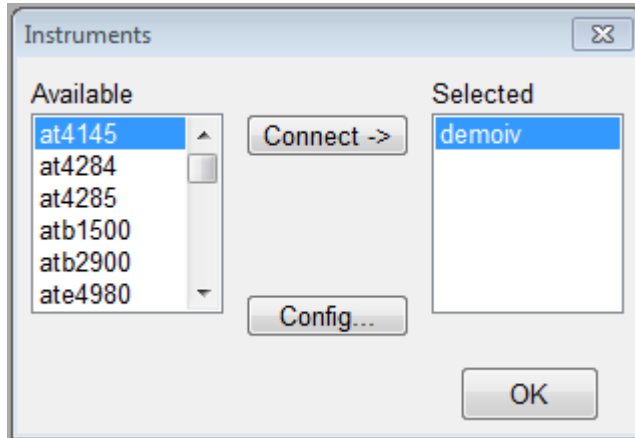 Instruments
Available
Selected
at4145
at4284
at4285
atb1500
atb2900
ate4980
Connect ->
Config...
demoiv
OK